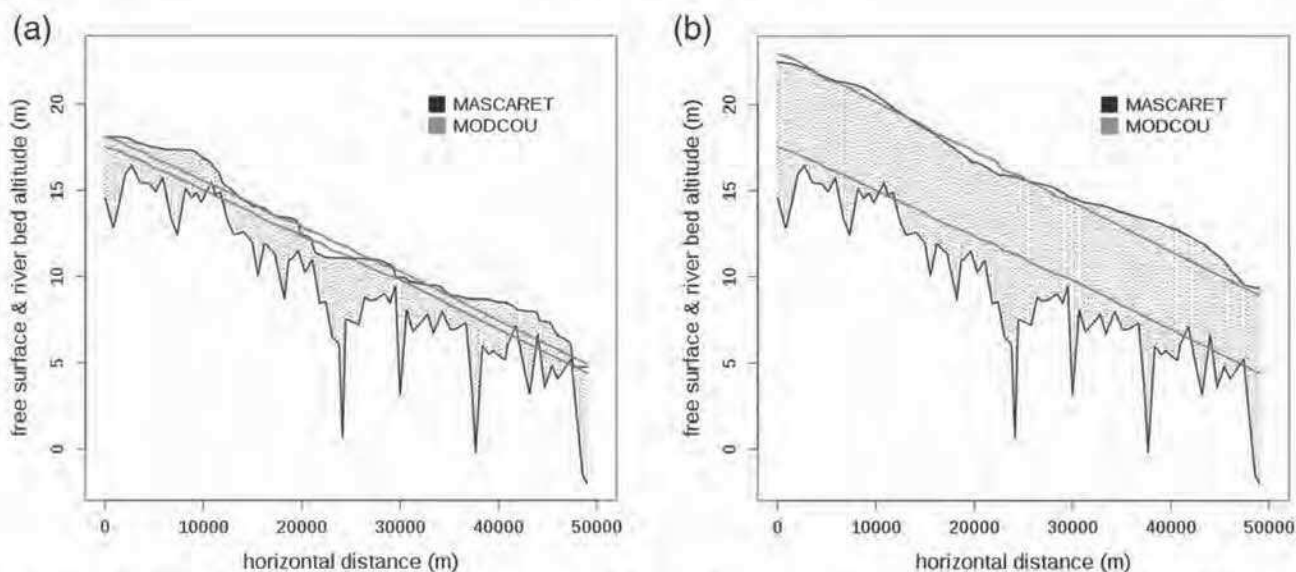 (a)
free surface & river bed altitude (m)
20
15
10
5
0
MASCARET
MODCOU
0 10000 20000 30000 40000 50000
horizontal distance (m)
(b)
free surface & river bed altitude (m)
20
15
10
5
0
MASCARET
MODCOU
0 10000 20000 30000 40000 50000
horizontal distance (m)